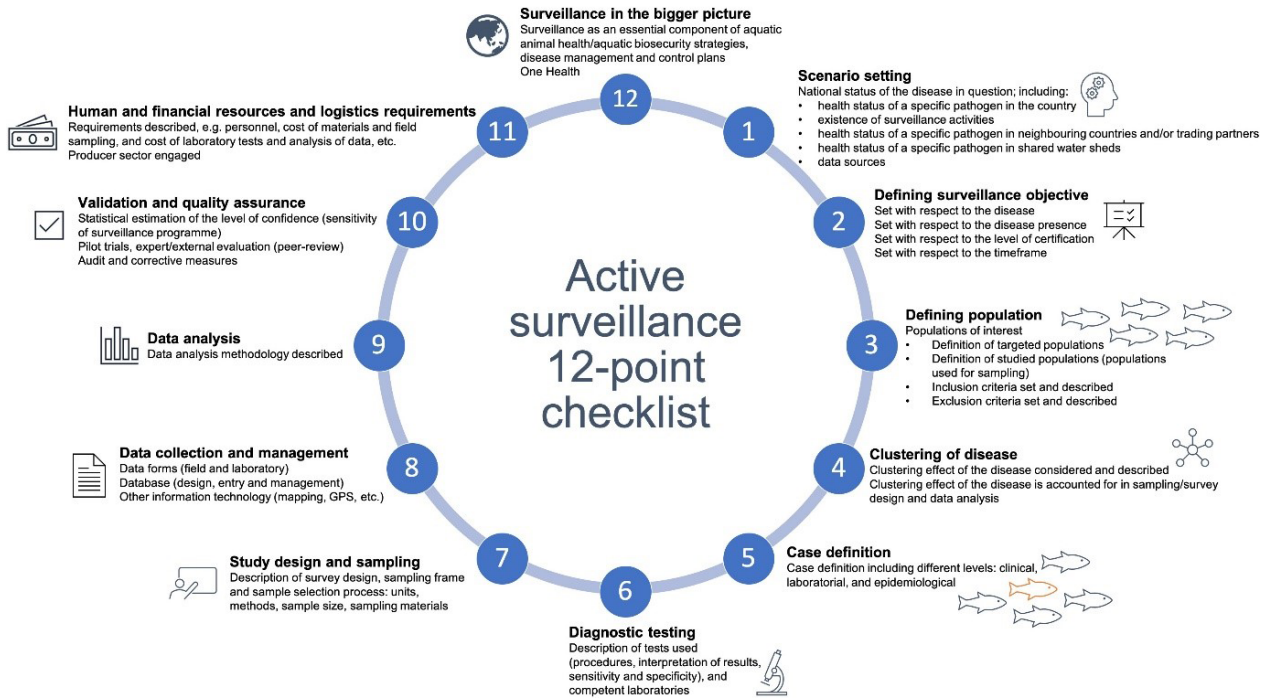 Active
surveillance
12-point
checklist
1
Scenario setting
National status of the disease in question; including:
• health status of a specific pathogen in the country
• existence of surveillance activities
• health status of a specific pathogen in neighbouring countries and/or trading partners
• health status of a specific pathogen in shared water sheds
• data sources
2
Defining surveillance objective
Set with respect to the disease
Set with respect to the disease presence
Set with respect to the level of certification
Set with respect to the timeframe
3
Defining population
Populations of interest
• Definition of targeted populations
• Definition of studied populations (populations
used for sampling)
• Inclusion criteria set and described
• Exclusion criteria set and described
4
Clustering of disease
Clustering effect of the disease considered and described
Clustering effect of the disease is accounted for in sampling/survey
design and data analysis
5
Case definition
Case definition including different levels: clinical,
laboratorial, and epidemiological
6
Diagnostic testing
Description of tests used
(procedures, interpretation of results,
sensitivity and specificity), and
competent laboratories
7
Study design and sampling
Description of survey design, sampling frame
and sample selection process: units,
methods, sample size, sampling materials
8
Data collection and management
Data forms (field and laboratory)
Database (design, entry and management)
Other information technology (mapping, GPS, etc.)
9
Data analysis
Data analysis methodology described
10
Validation and quality assurance
Statistical estimation of the level of confidence (sensitivity
of surveillance programme)
Pilot trials, expert/external evaluation (peer-review)
Audit and corrective measures
11
Human and financial resources and logistics requirements
Requirements described, e.g. personnel, cost of materials and field
sampling, and cost of laboratory tests and analysis of data, etc.
Producer sector engaged
12
Surveillance in the bigger picture
Surveillance as an essential component of aquatic
animal health/aquatic biosecurity strategies,
disease management and control plans
One Health